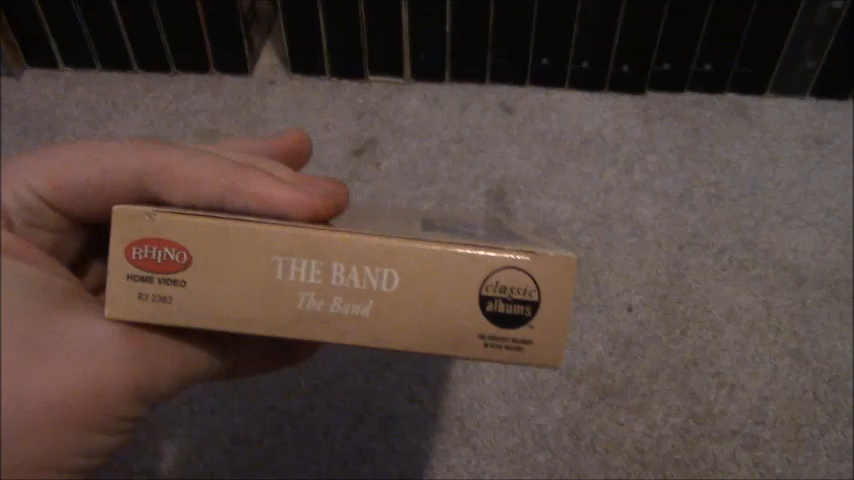 RHINO
HOME VIDEO
R3 2382
THE BAND
The Band
classic
albums